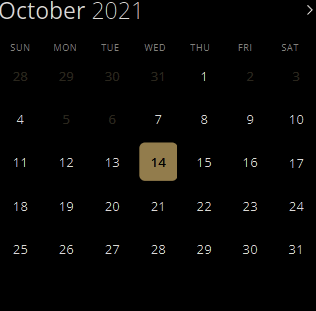 October 2021 >
SUN MON TUE WED THU FRI SAT
28 29 30 31 1 2 3
4 5 6 7 8 9 10
11 12 13 14 15 16 17
18 19 20 21 22 23 24
25 26 27 28 29 30 31